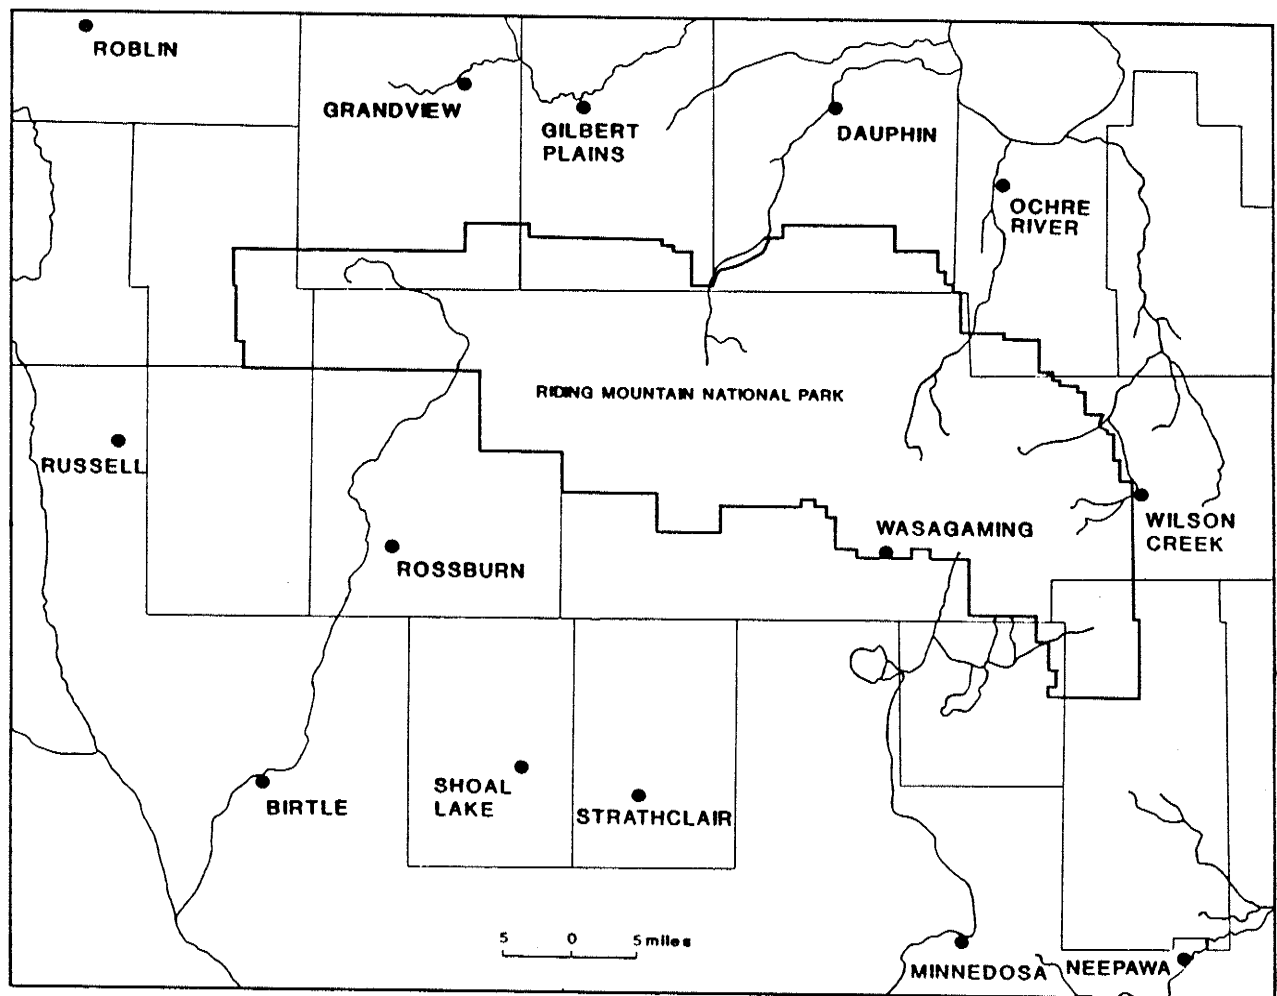 ROBLIN
GRANDVIEW
GILBERT
PLAINS
DAUPHIN
OCHRE
RIVER
RIDING MOUNTAIN NATIONAL PARK
RUSSELL
WASAGAMING
WILSON
CREEK
ROSSBURN
BIRTLE
SHOAL
LAKE
STRATHCLAIR
5 0 5 miles
MINNEDOSA
NEEPAWA